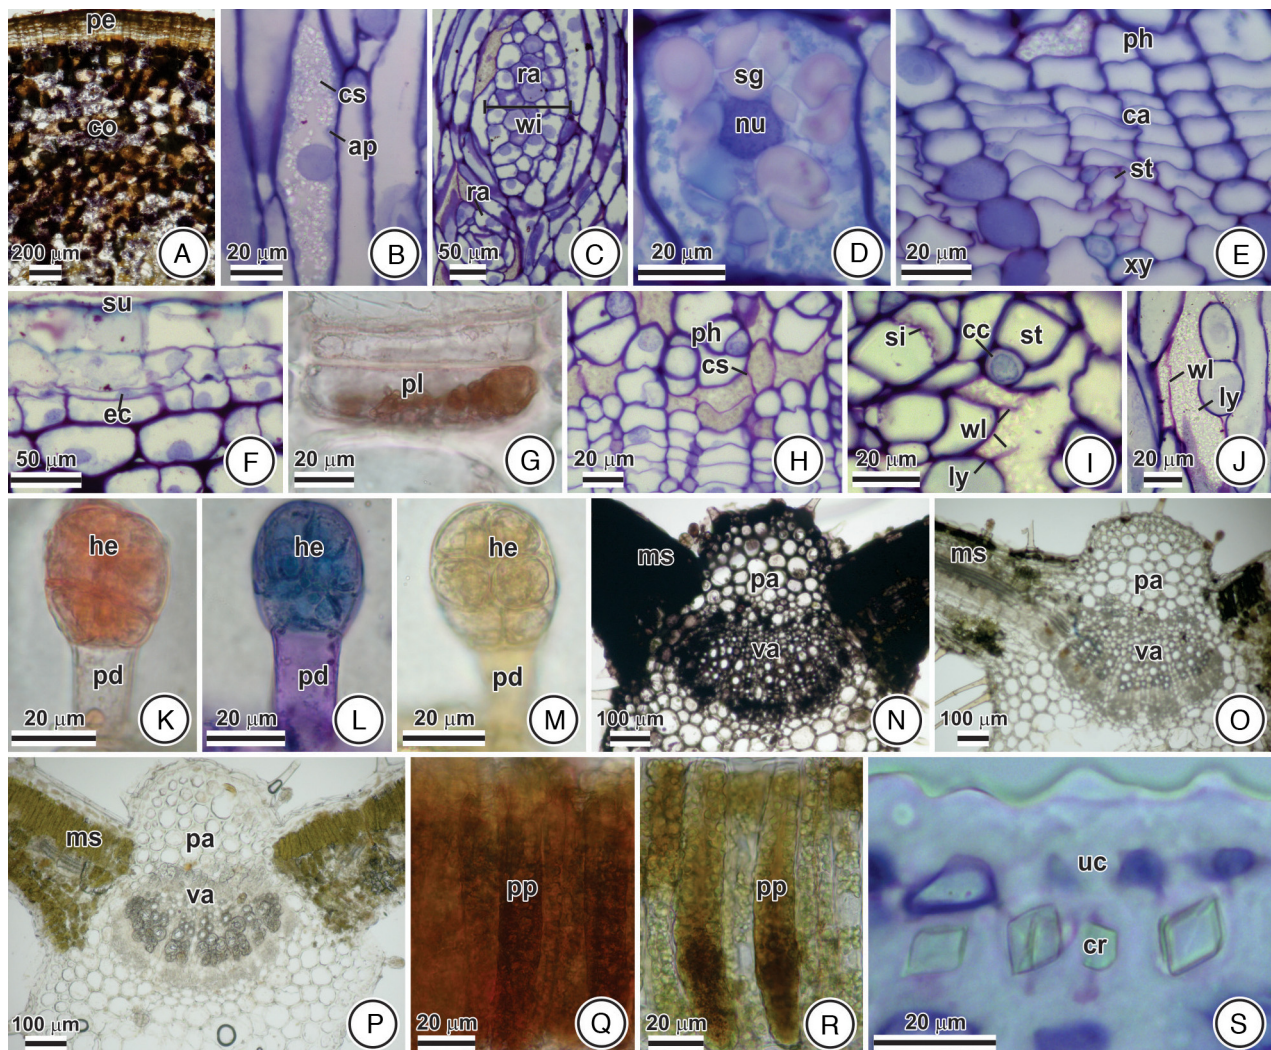 pe
co
200 µm
A
cs
ap
20 µm
B
ra
wi
ra
50 µm
C
sg
nu
20 µm
D
ph
ca
st
xy
20 µm
E
su
ec
50 µm
F
pl
20 µm
G
ph
cs
20 µm
H
si
cc
st
wl
ly
20 µm
I
wl
ly
20 µm
J
he
pd
20 µm
K
he
pd
20 µm
L
he
pd
20 µm
M
ms
pa
va
100 µm
N
ms
pa
va
100 µm
O
ms
pa
va
100 µm
P
pp
20 µm
Q
pp
20 µm
R
uc
cr
20 µm
S